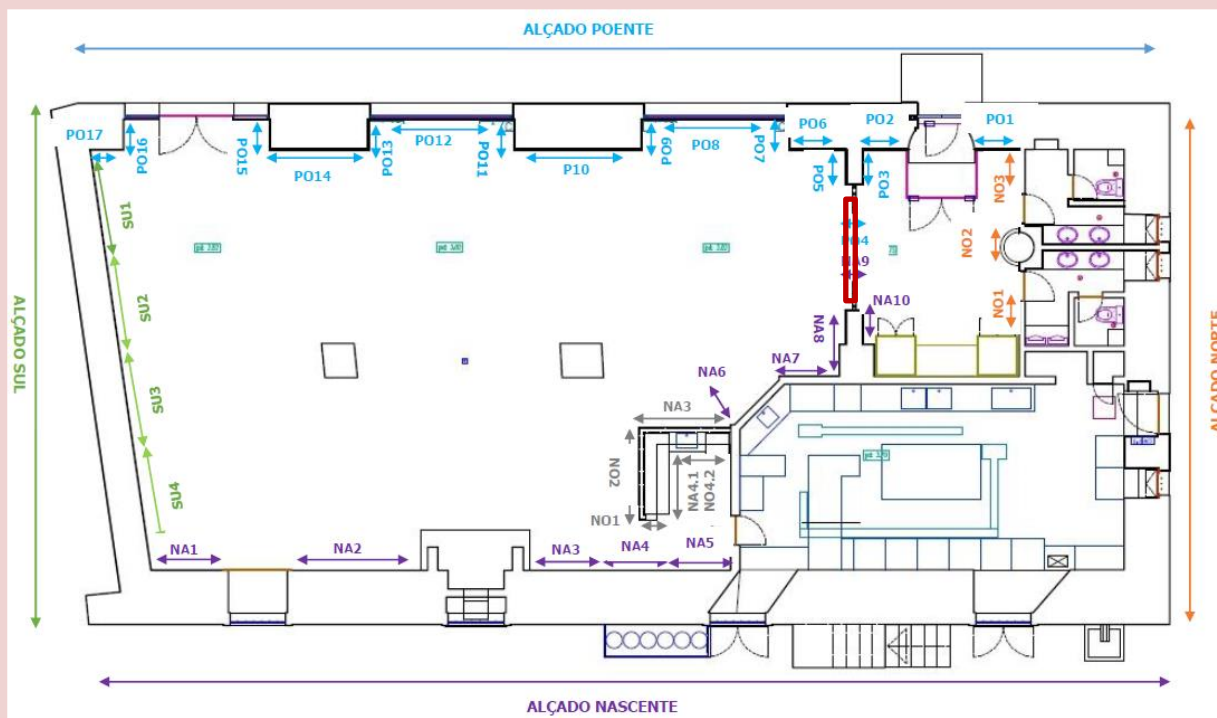 ALÇADO POENTE
PO17
PO16
PO15
PO14
PO13
PO12
PO11
P10
PO9
PO8
PO7
PO6
PO5
PO2
PO3
PO1
NO3
SU1
PO4
NO2
NA9
SU2
NA10
NO1
NA8
ALÇADO SUL
ALÇADO NORTE
NA7
SU3
NA6
NA3
NO2
NA4.1
NO4.2
SU4
NO1
NA1
NA2
NA3
NA4
NA5
ALÇADO NASCENTE